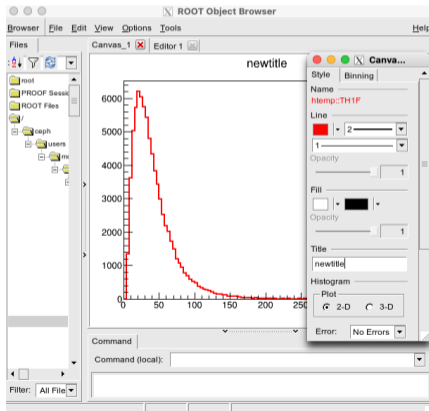 ROOT Object Browser
Browser File Edit View Options Tools Help
Files
Canvas_1 Editor 1
root
PROOF Sessi
ROOT Files
/
ceph
users
Filter: All File
newtitle
6000
5000
4000
3000
2000
1000
0
0 50 100 150 200 250
Command
Command (local):
Canva...
Style Binning
Name
htemp::TH1F
Line
2
1
Opacity
1
Fill
Opacity
1
Title
newtitle
Histogram
Plot
2-D 3-D
Error: No Errors